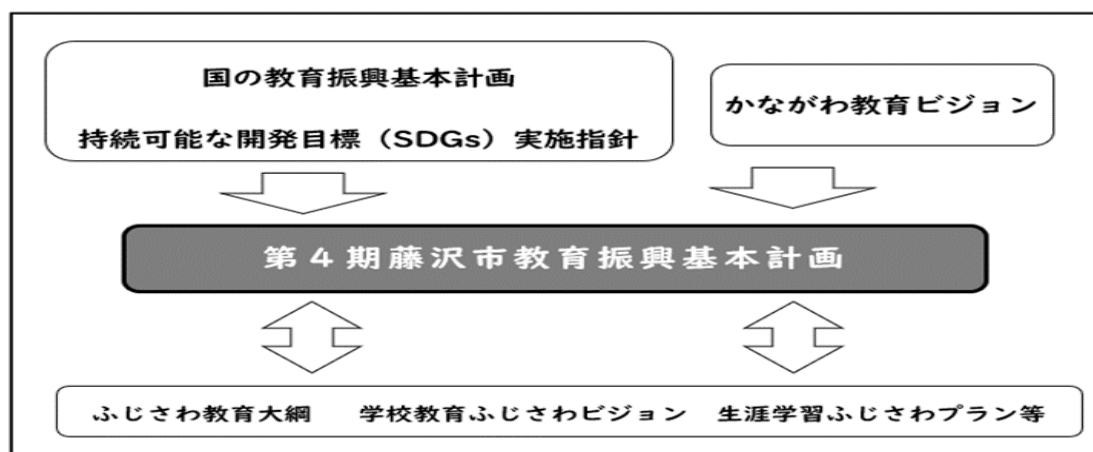 国の教育振興基本計画
持続可能な開発目標（SDGs）実施指針
かながわ教育ビジョン
第４期藤沢市教育振興基本計画
ふじさわ教育大綱　学校教育ふじさわビジョン　生涯学習ふじさわプラン等